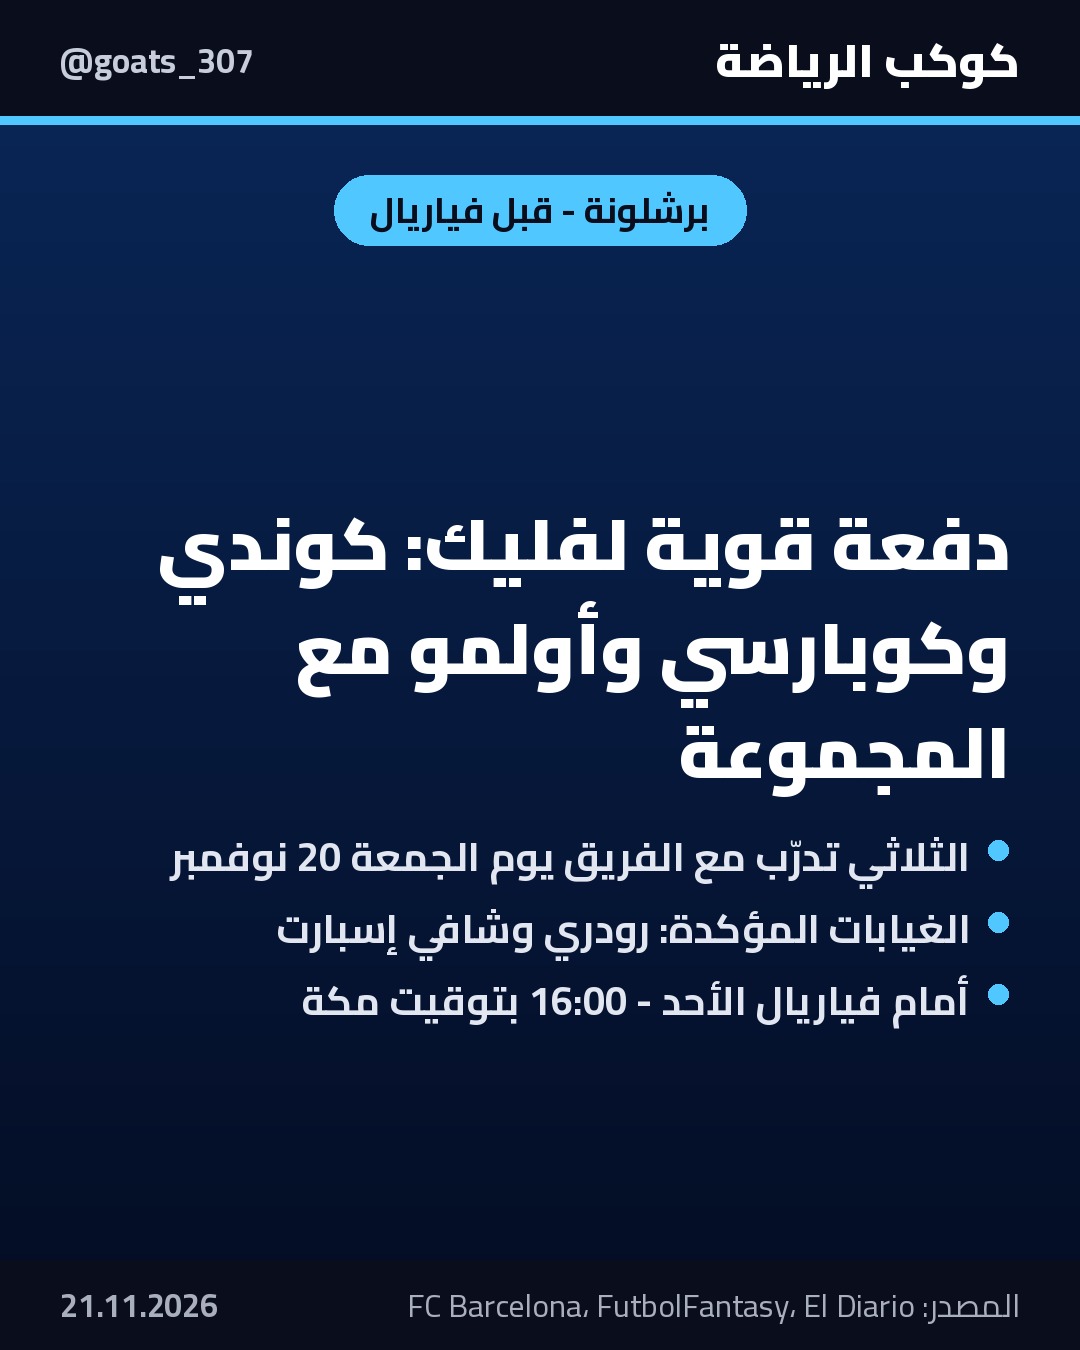 كوكب الرياضة
@goats_307
برشلونة - قبل فياريال
دفعة قوية لفليك: كوندي
وكوبارسي وأولمو مع
المجموعة
الثلاثي تدرّب مع الفريق يوم الجمعة 20 نوفمبر
الغيابات المؤكدة: رودري وشافي إسبارت
أمام فياريال الأحد - 16:00 بتوقيت مكة
المصدر: FC Barcelona، FutbolFantasy، El Diario
21.11.2026